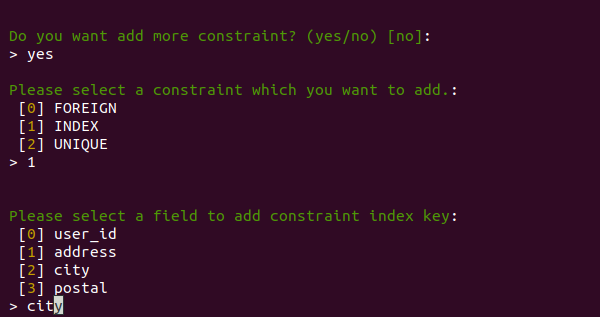 Do you want add more constraint? (yes/no) [no]:
> yes
Please select a constraint which you want to add.:
[0] FOREIGN
[1] INDEX
[2] UNIQUE
> 1
Please select a field to add constraint index key:
[0] user_id
[1] address
[2] city
[3] postal
> city